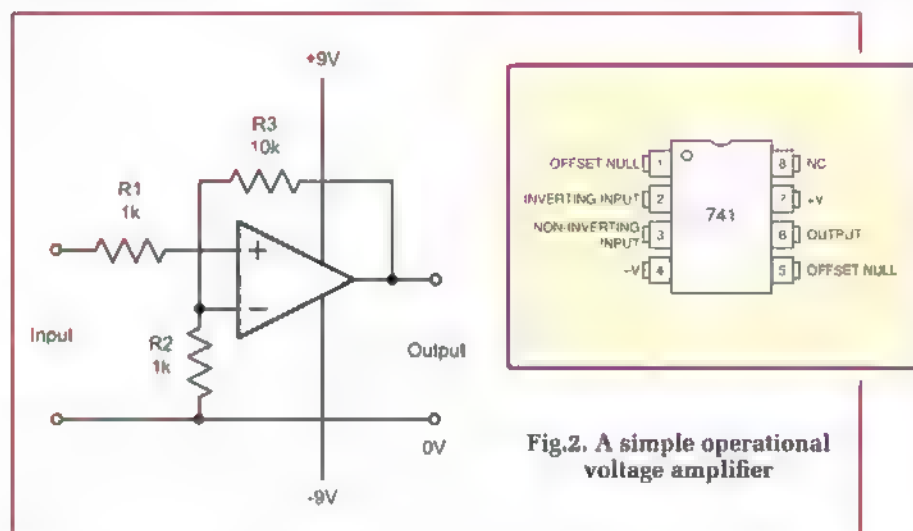 +9V
R3
10k
R1
1k
Input
R2
1k
Output
0V
-9V
OFFSET NULL 1
INVERTING INPUT 2
NON-INVERTING
INPUT 3
-V 4
741
8 NC
7 +V
6 OUTPUT
5 OFFSET NULL
Fig.2. A simple operational
voltage amplifier